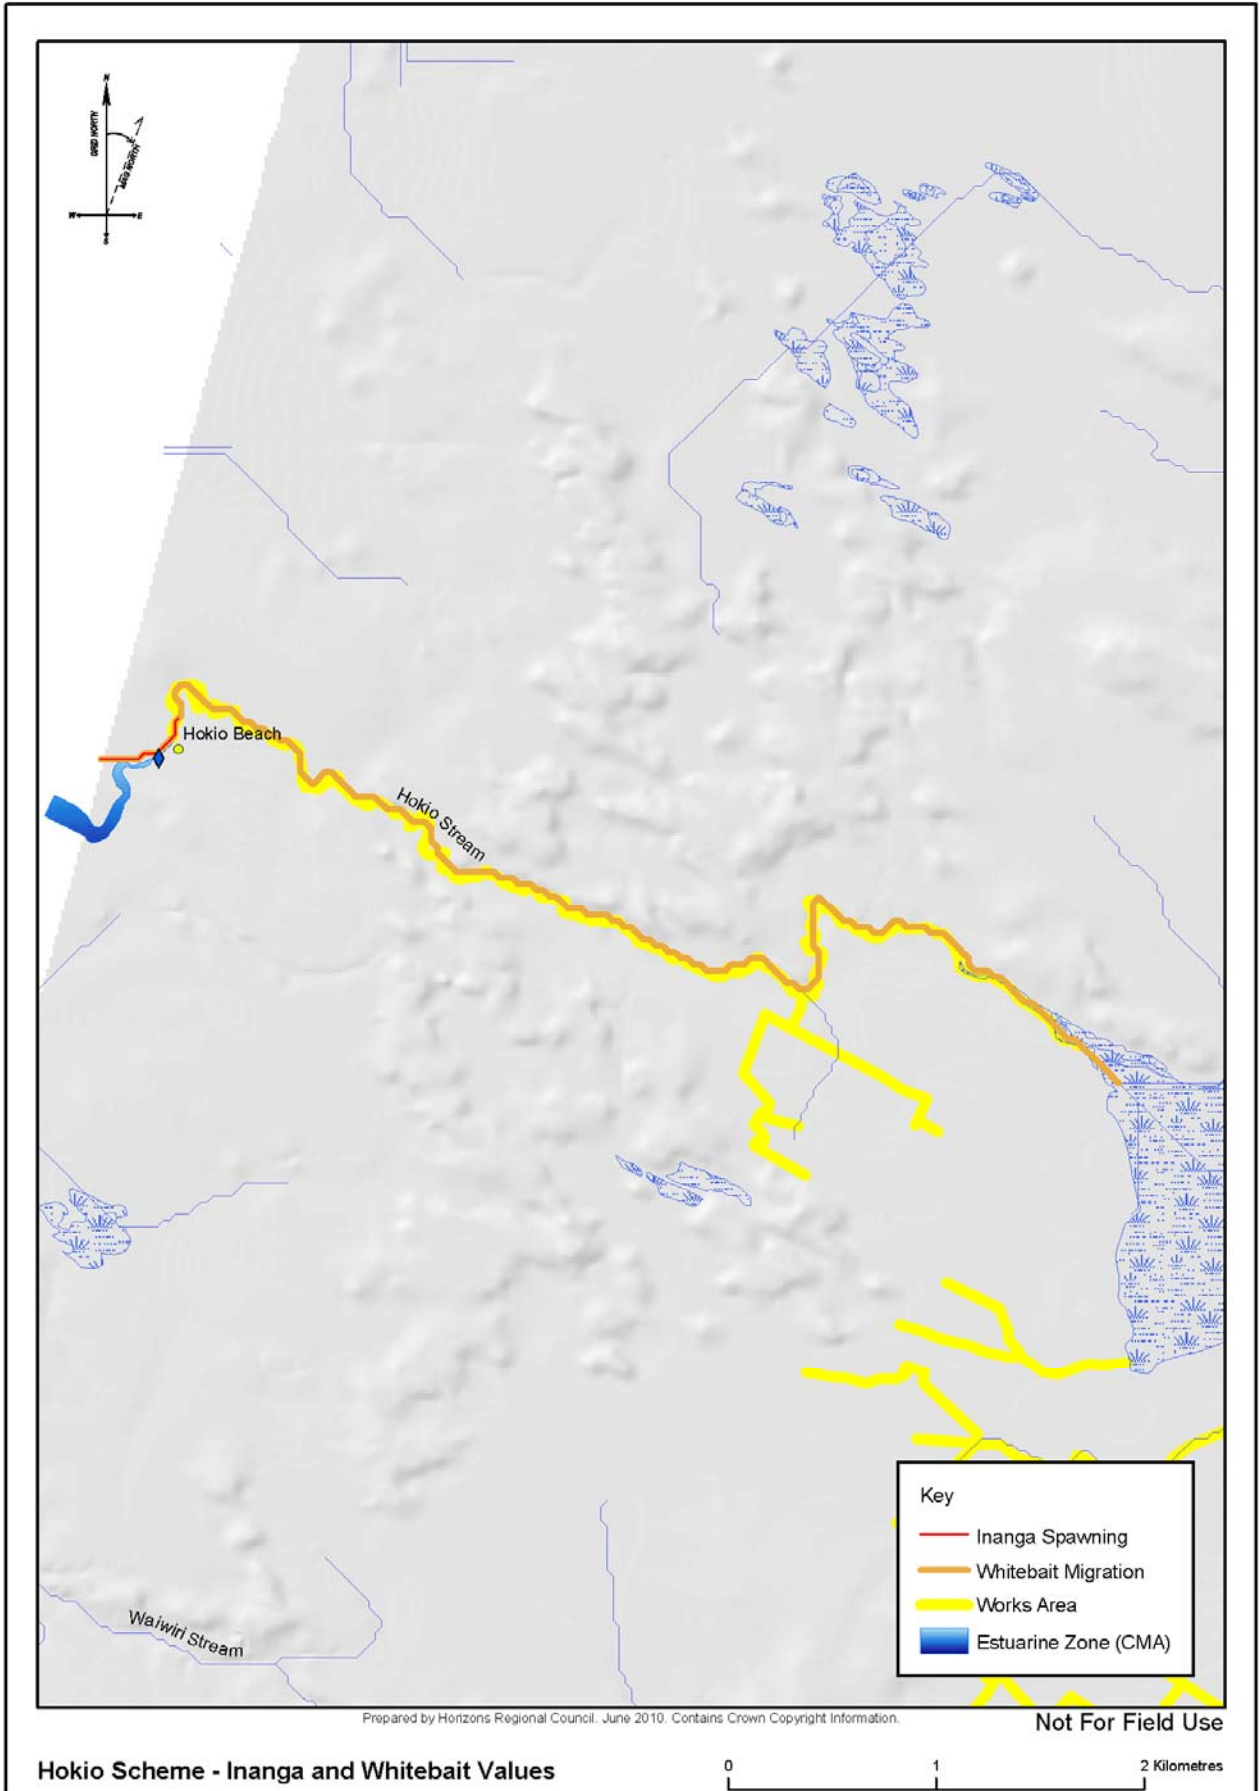 N
GRID NORTH
MAP NORTH
W
E
S
Hokio Beach
Hokio Stream
Waiwiri Stream
Key
Inanga Spawning
Whitebait Migration
Works Area
Estuarine Zone (CMA)
Prepared by Horizons Regional Council. June 2010. Contains Crown Copyright Information.
Not For Field Use
Hokio Scheme - Inanga and Whitebait Values
0 1 2 Kilometres